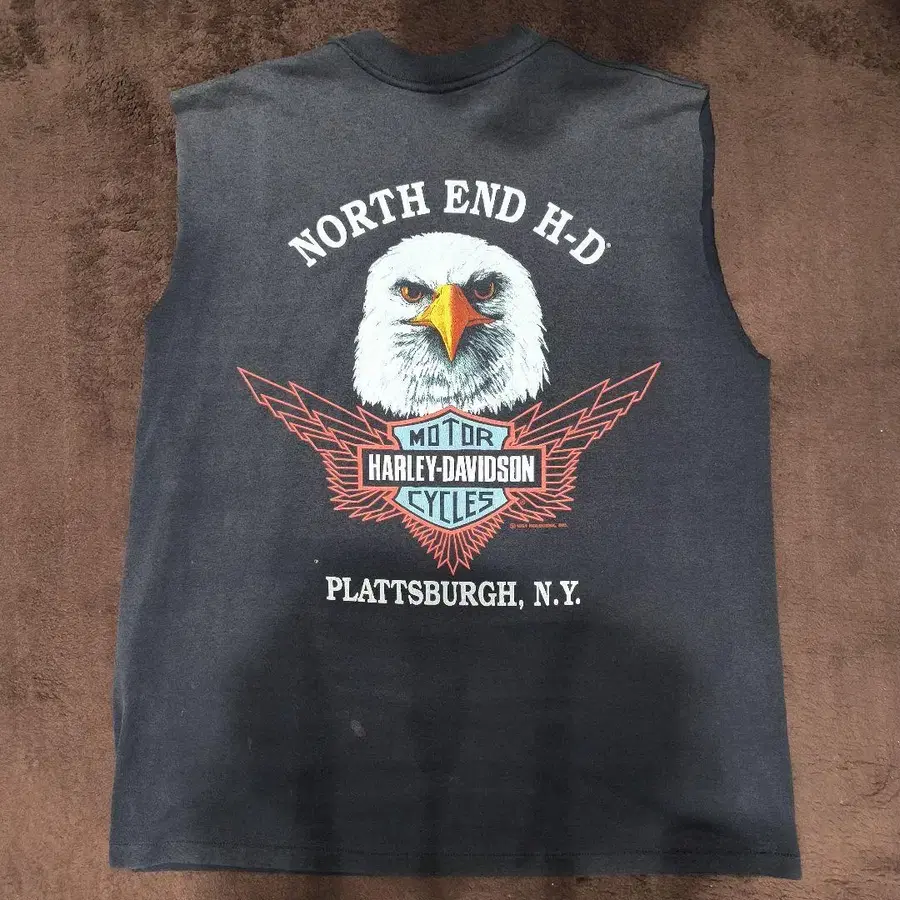 NORTH END H-D
MOTOR
HARLEY-DAVIDSON
CYCLES
PLATTSBURGH, N.Y.